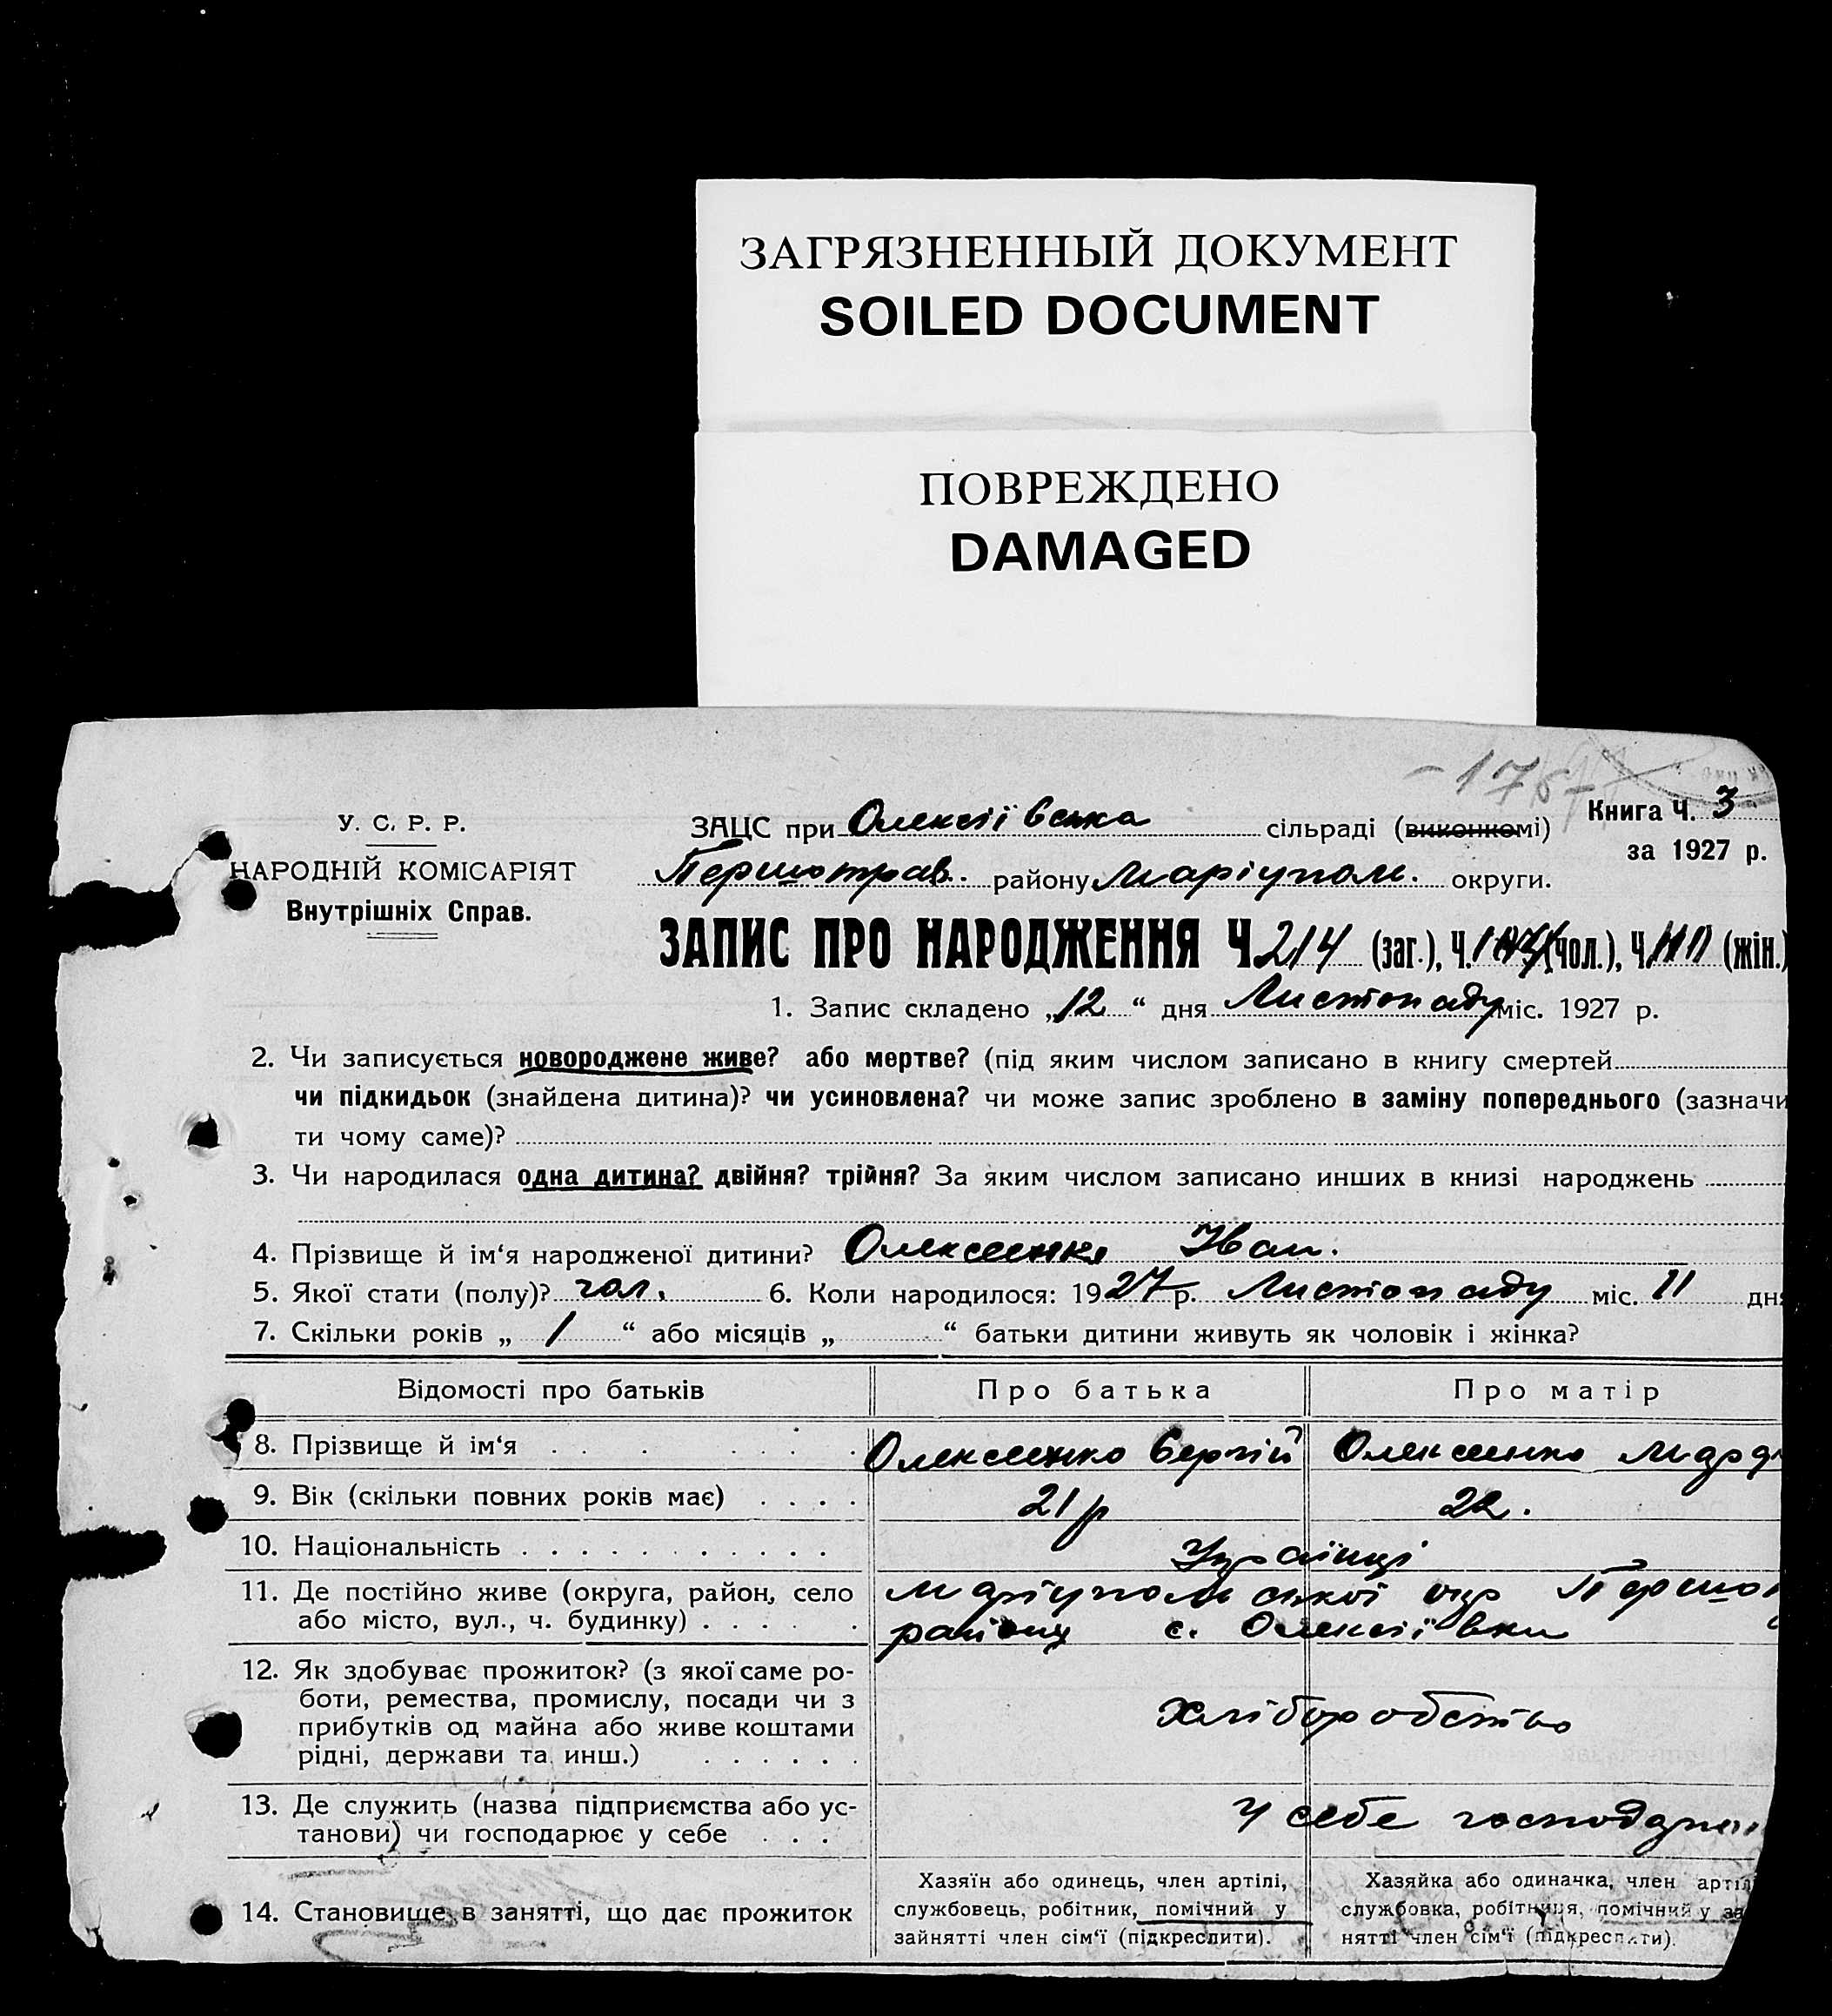 ЗАГРЯЗНЕННЫЙ ДОКУМЕНТ
SOILED DOCUMENT
ПОВРЕЖДЕНО
DAMAGED
У. С. Р. Р.
НАРОДНІЙ КОМІСАРІЯТ
Внутрішніх Справ.
Книга Ч. 3
за 1927 р.
ЗАЦС при Олексіївська сільраді (виконкомі)
Першотрав. району Маріупол. округи.
ЗАПИС ПРО НАРОДЖЕННЯ Ч. 214 (заг.), Ч. (чол.), Ч. (жін.)
1. Запис складено „12“ дня Листопаду міс. 1927 р.
2. Чи записується новороджене живе? або мертве? (під яким числом записано в книгу смертей
чи підкидьок (знайдена дитина)? чи усиновлена? чи може запис зроблено в заміну попереднього (зазначи
ти чому саме)?
3. Чи народилася одна дитина? двійня? трійня? За яким числом записано инших в книзі народжень
4. Прізвище й ім‘я народженої дитини? Олексеенко Иван.
5. Якої стати (полу)? чол. 6. Коли народилося: 1927 р. Листопаду міс. 11 дня
7. Скільки років „ 1 “ або місяців „ “ батьки дитини живуть як чоловік і жінка?
Відомості про батьків Про батька Про матір
8. Прізвище й ім‘я Олексеенко Сергій Олексеенко
9. Вік (скільки повних років має) 21 р 22.
10. Національність Українці
11. Де постійно живе (округа, район, село Маріупольської окр Першот
або місто, вул., ч. будинку) району с. Олексіївки
12. Як здобуває прожиток? (з якої саме ро-
боти, ремества, промислу, посади чи з
прибутків од майна або живе коштами
рідні, держави та инш.) хліборобство
13. Де служить (назва підприємства або ус-
танови) чи господарює у себе у себе
14. Становище в занятті, що дає прожиток
Хазяїн або одинець, член артілі,
службовець, робітник, помічний у
зайнятті член сім‘ї (підкреслити).
Хазяйка або одиначка, член артілі
службовка, робітниця, помічний у за
нятті член сім‘ї (підкреслити).